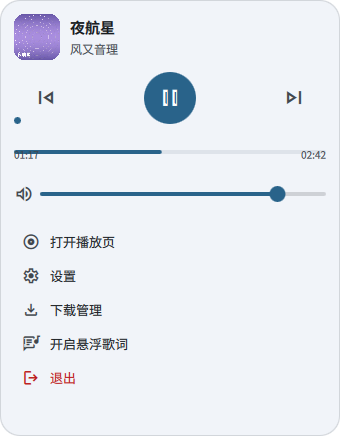 夜航星
风又音理
01:17
02:42
打开播放页
设置
下载管理
开启悬浮歌词
退出